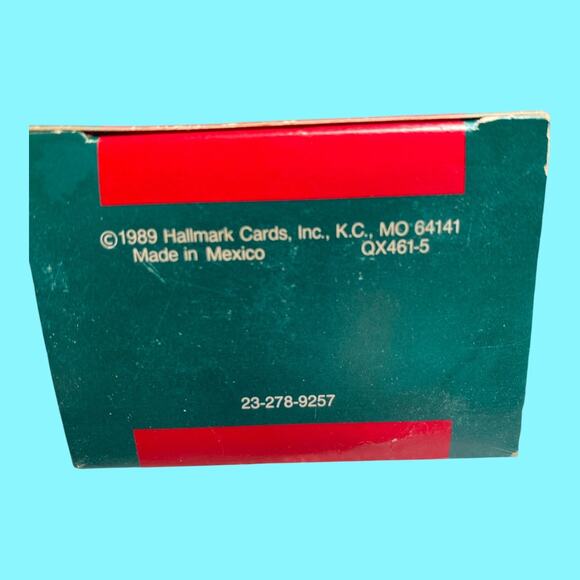 ©1989 Hallmark Cards, Inc., K.C., MO 64141
Made in Mexico QX461-5
23-278-9257